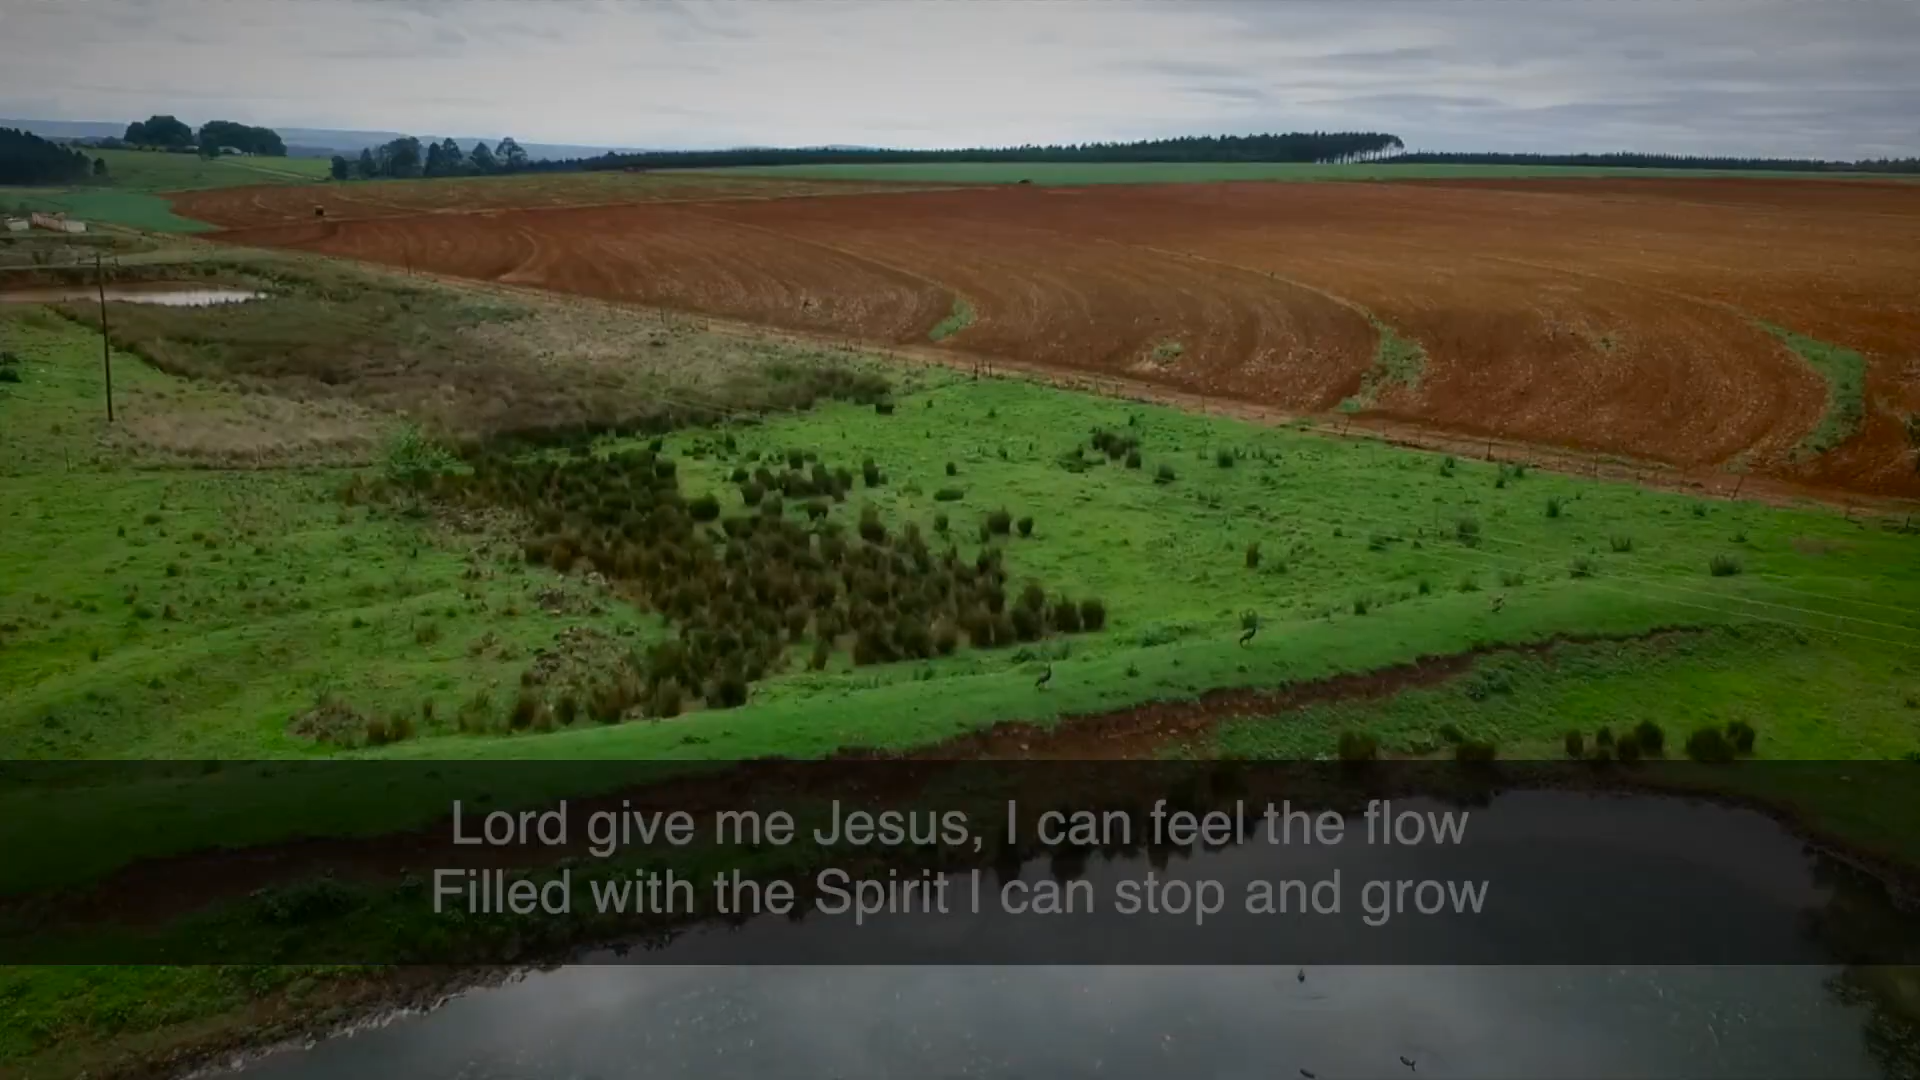 Lord give me Jesus, I can feel the flow
Filled with the Spirit I can stop and grow